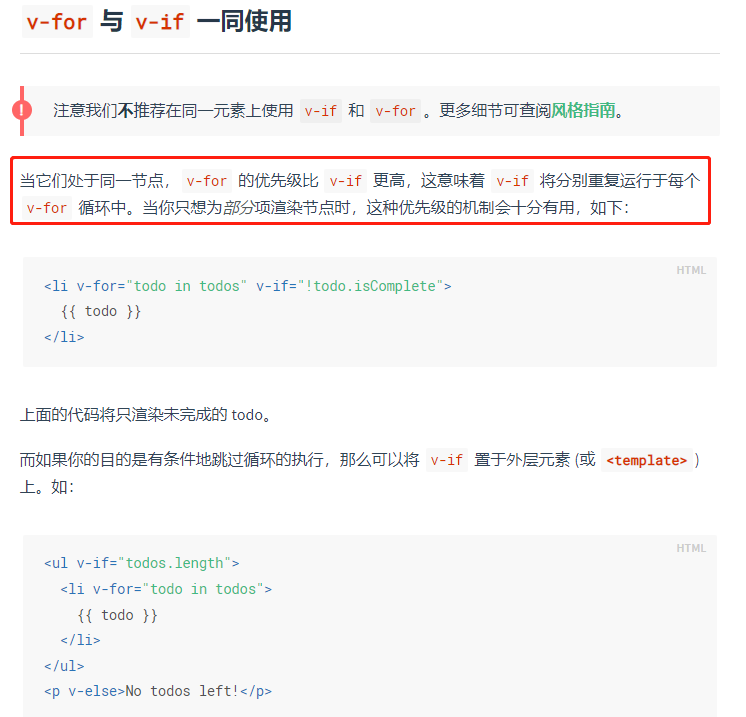 v-for 与 v-if 一同使用
!
注意我们不推荐在同一元素上使用 v-if 和 v-for 。更多细节可查阅风格指南。
当它们处于同一节点， v-for 的优先级比 v-if 更高，这意味着 v-if 将分别重复运行于每个
v-for 循环中。当你只想为部分项渲染节点时，这种优先级的机制会十分有用，如下：
HTML
<li v-for="todo in todos" v-if="!todo.isComplete">
  {{ todo }}
</li>
上面的代码将只渲染未完成的 todo。
而如果你的目的是有条件地跳过循环的执行，那么可以将 v-if 置于外层元素 (或 <template> )
上。如：
HTML
<ul v-if="todos.length">
  <li v-for="todo in todos">
    {{ todo }}
  </li>
</ul>
<p v-else>No todos left!</p>